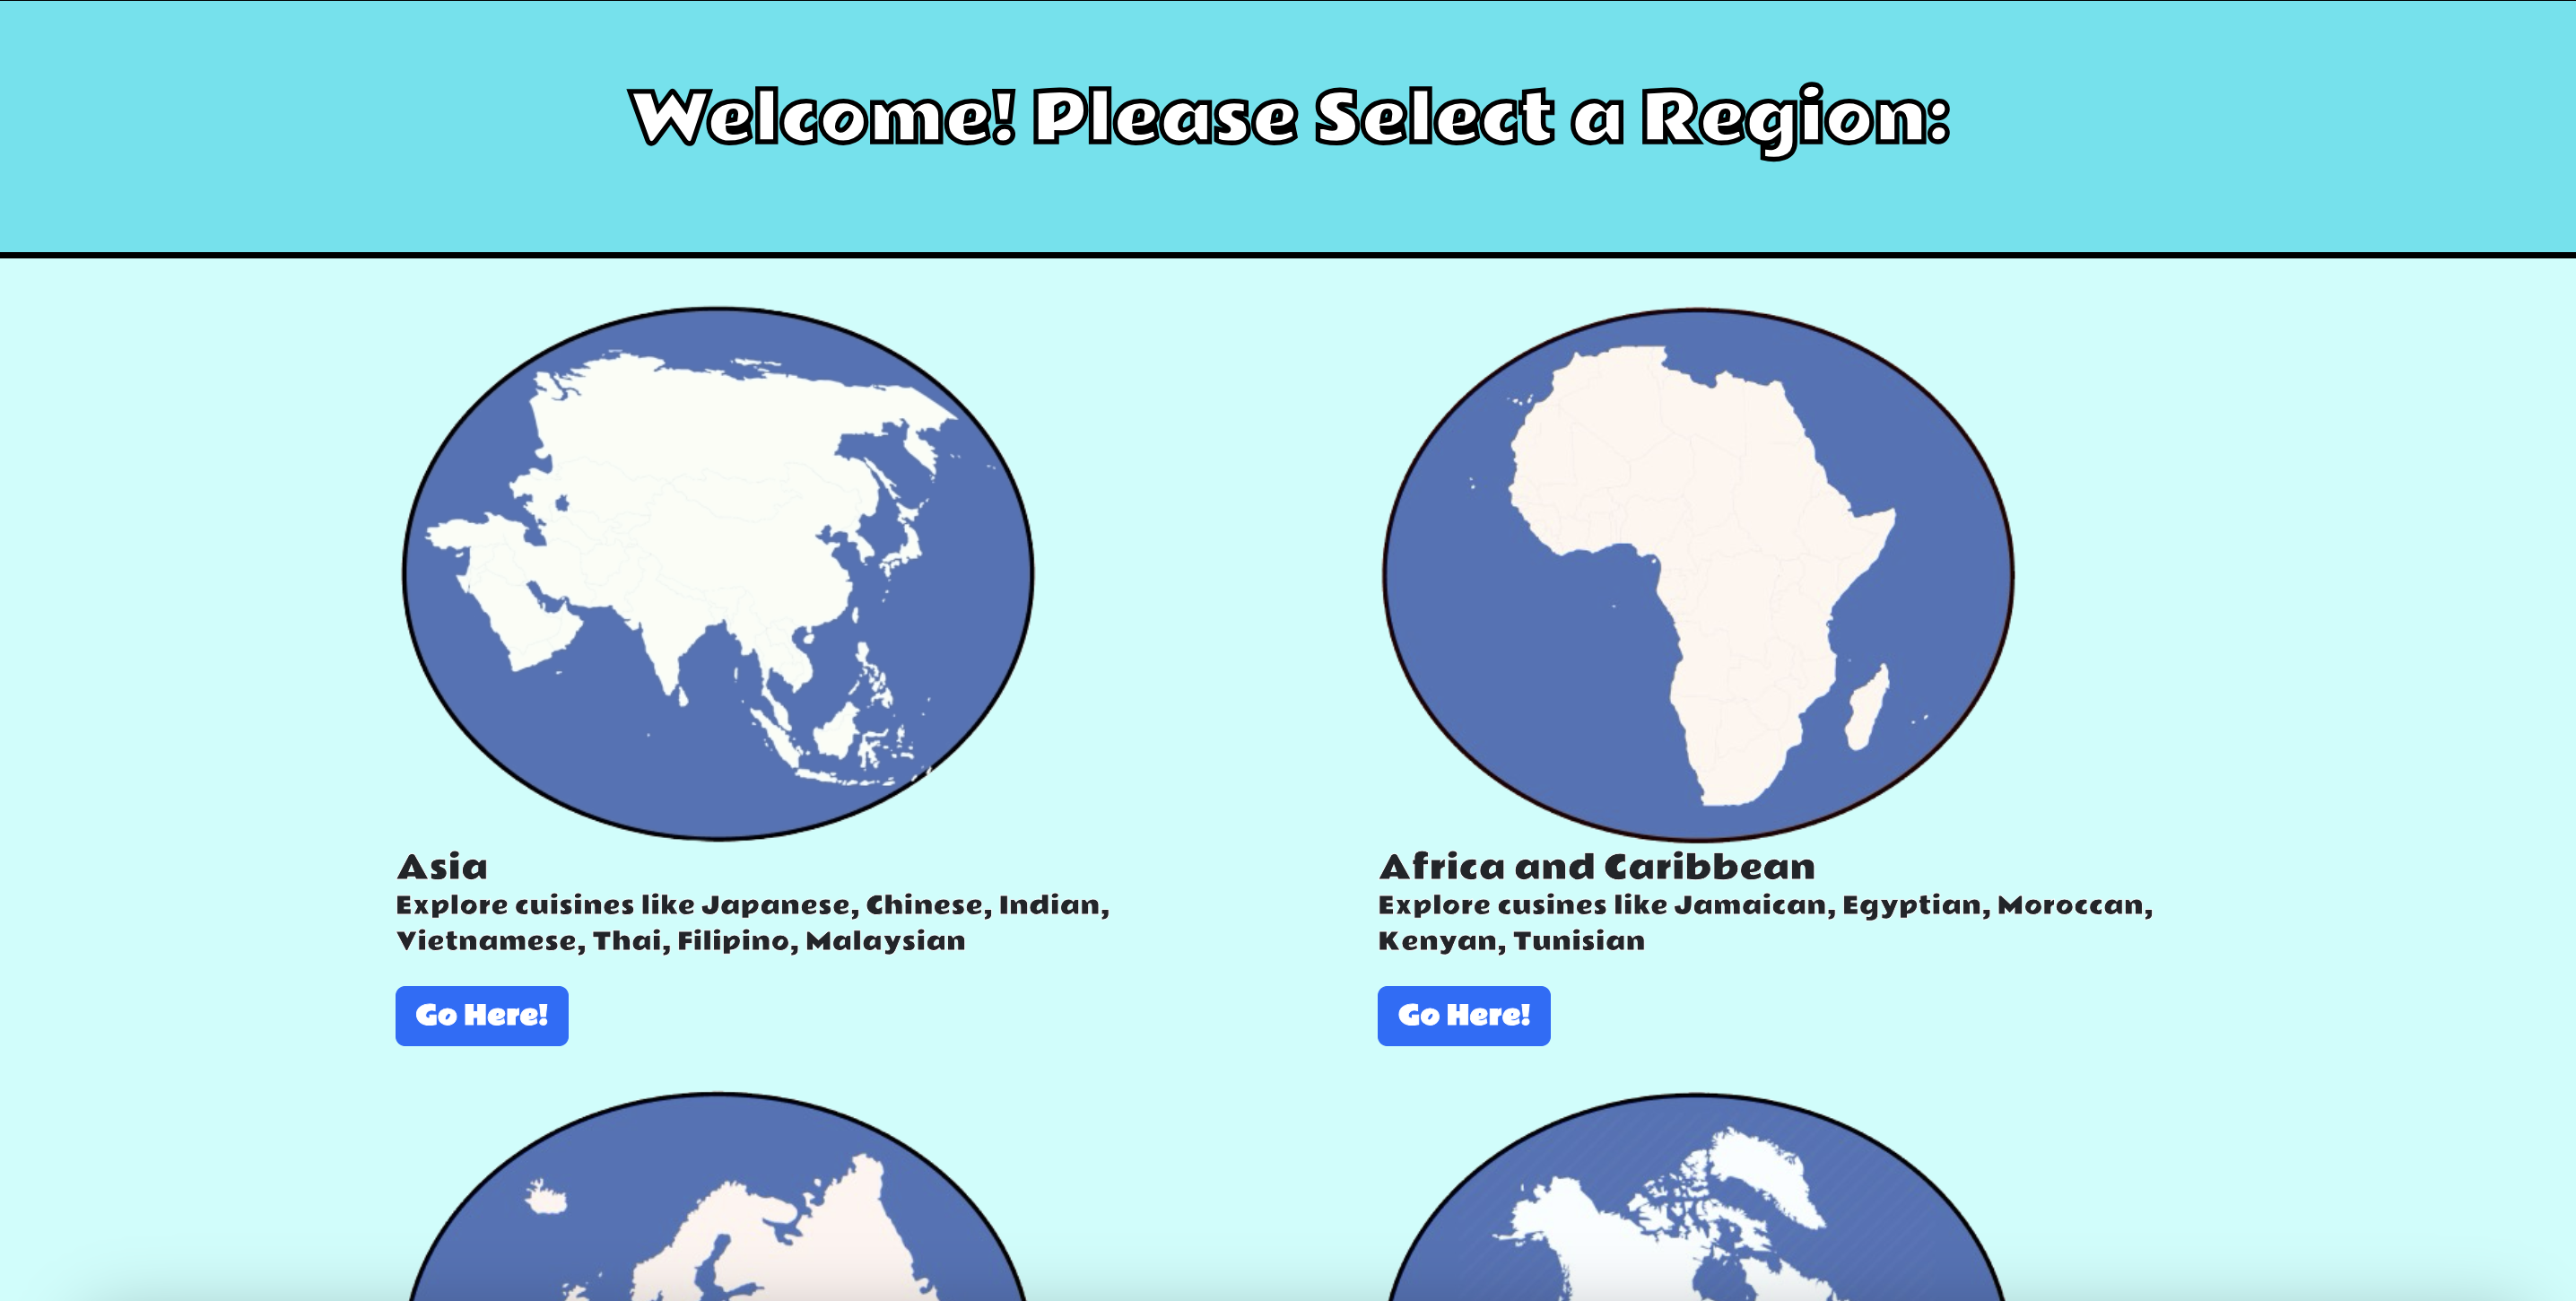 Welcome! Please Select a Region:
Asia
Explore cuisines like Japanese, Chinese, Indian,
Vietnamese, Thai, Filipino, Malaysian
Go Here!
Africa and Caribbean
Explore cusines like Jamaican, Egyptian, Moroccan,
Kenyan, Tunisian
Go Here!